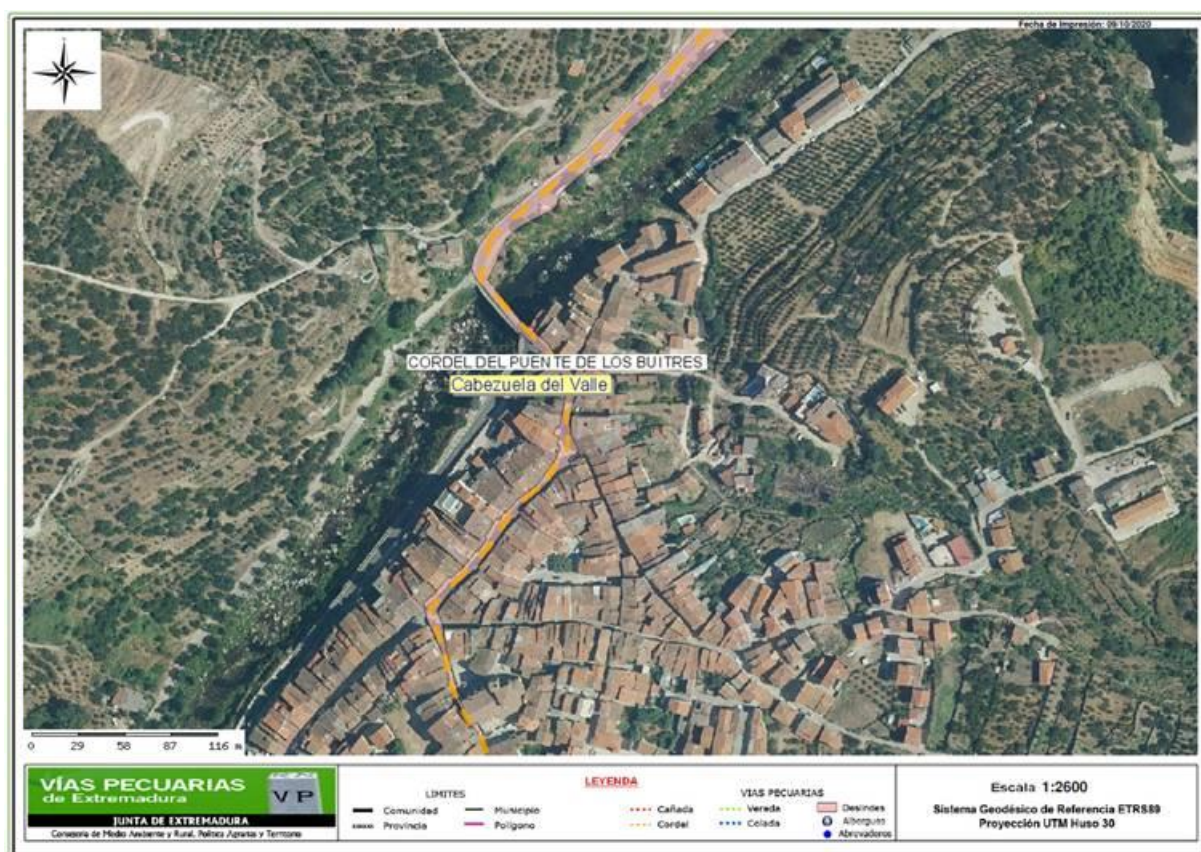 Fecha de Impresión: 09/10/2020
CORDEL DEL PUENTE DE LOS BUITRES
Cabezuela del Valle
0 29 58 87 116 m
VÍAS PECUARIAS
de Extremadura
VP
JUNTA DE EXTREMADURA
Consejería de Medio Ambiente y Rural, Políticas Agrarias y Territorio
LEYENDA
LÍMITES
Comunidad
Municipio
Provincia
Polígono
VIAS PECUARIAS
Cañada
Vereda
Deslindes
Cordel
Colada
Albergues
Abrevaderos
Escala 1:2600
Sistema Geodésico de Referencia ETRS89
Proyección UTM Huso 30